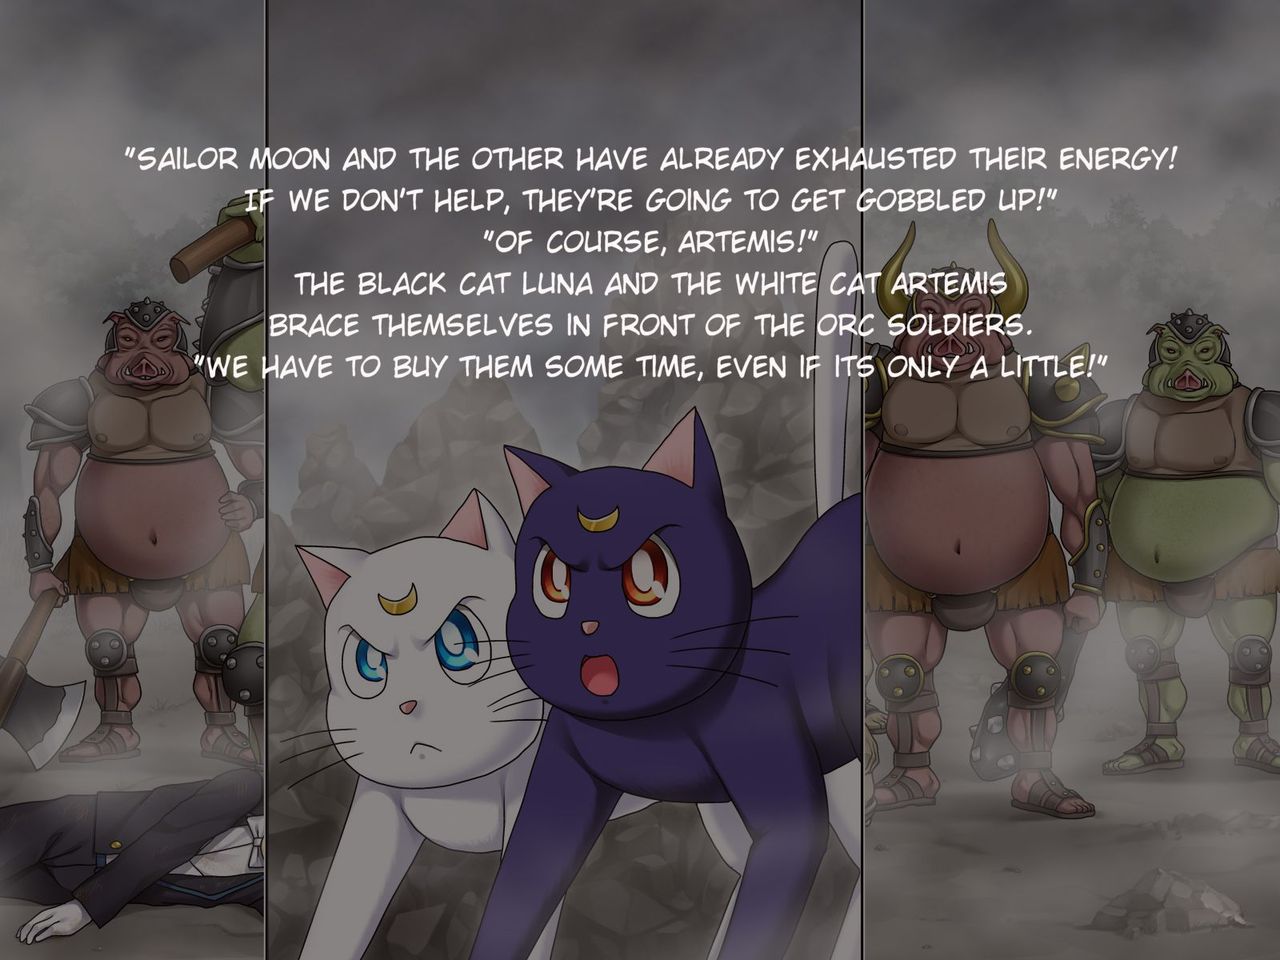 "SAILOR MOON AND THE OTHER HAVE ALREADY EXHAUSTED THEIR ENERGY!
IF WE DON'T HELP, THEY'RE GOING TO GET GOBBLED UP!"
"OF COURSE, ARTEMIS!"
THE BLACK CAT LUNA AND THE WHITE CAT ARTEMIS
BRACE THEMSELVES IN FRONT OF THE ORC SOLDIERS.
"WE HAVE TO BUY THEM SOME TIME, EVEN IF ITS ONLY A LITTLE!"